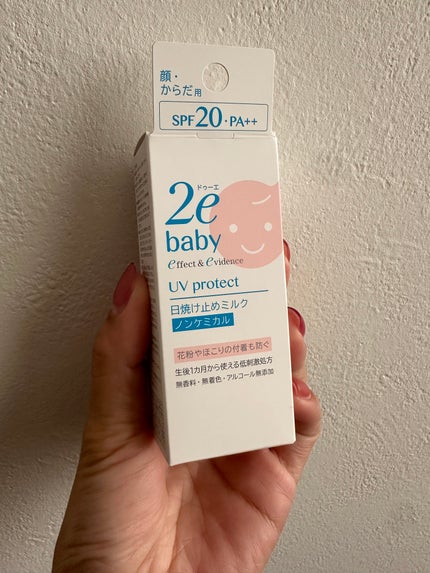 顔・
からだ用
SPF20・PA++
ドゥーエ
2e
baby
effect & evidence
UV protect
日焼け止めミルク
ノンケミカル
花粉やほこりの付着も防ぐ
生後1カ月から使える低刺激処方
無香料・無着色・アルコール無添加